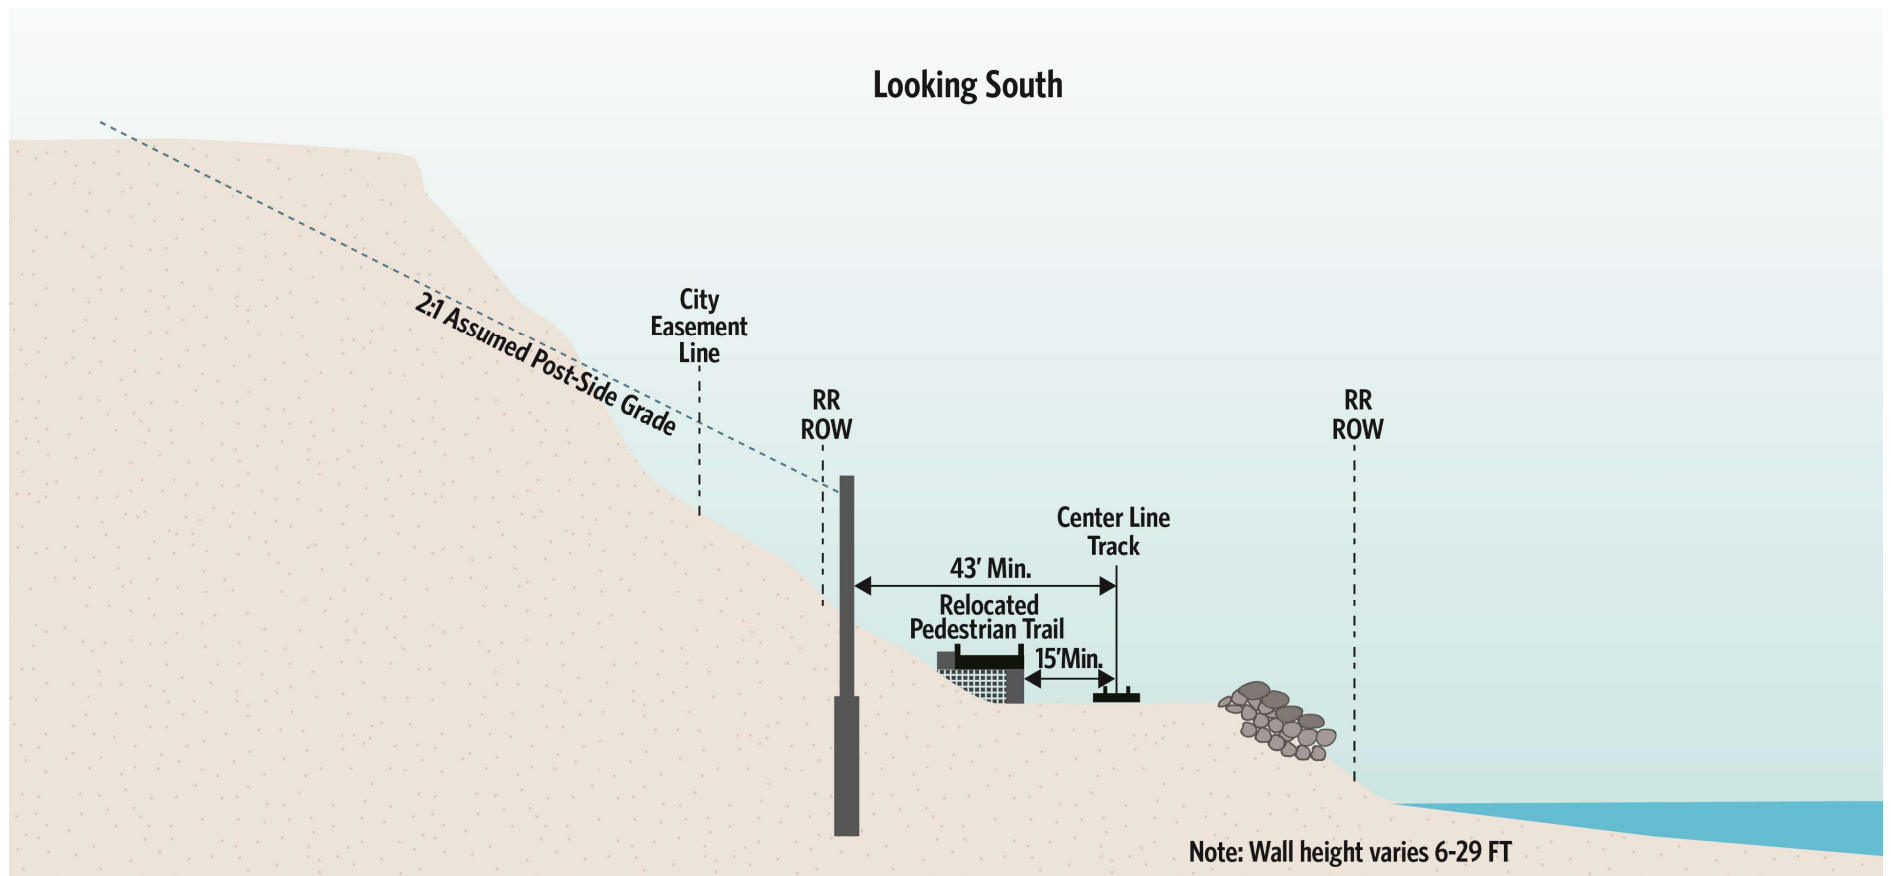 Looking South
2:1 Assumed Post-Side Grade
City
Easement
Line
RR
ROW
RR
ROW
Center Line
Track
43' Min.
Relocated
Pedestrian Trail
15'Min.
Note: Wall height varies 6-29 FT